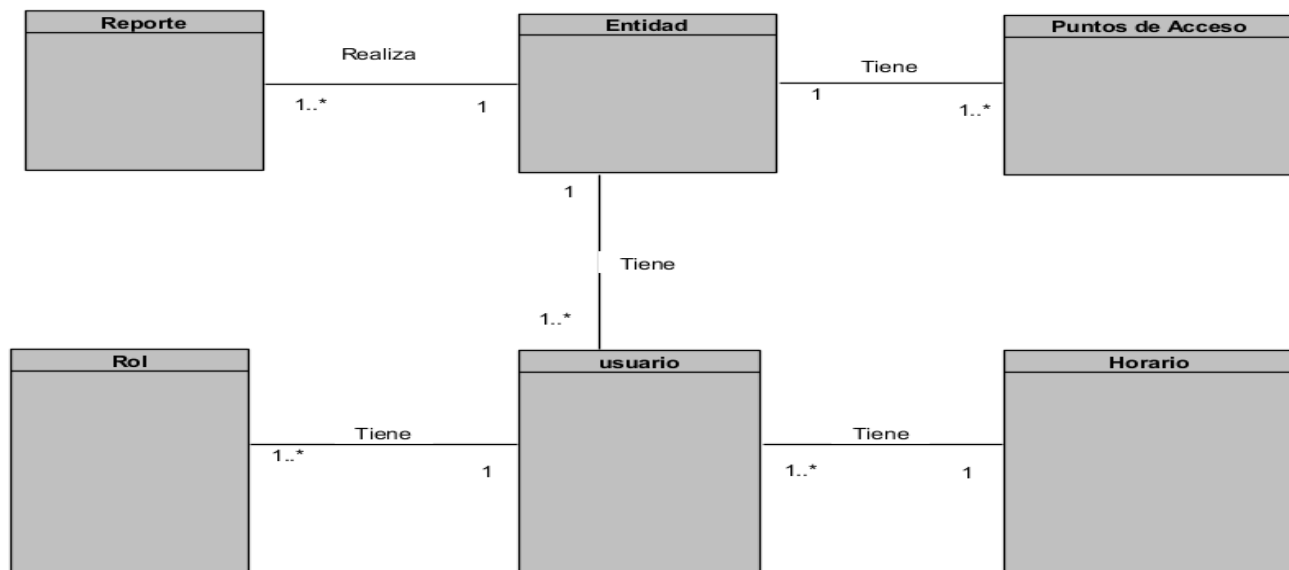 Reporte
Realiza
1..*
1
Entidad
Tiene
1
1..*
Puntos de Acceso
1
Tiene
1..*
Rol
Tiene
1..*
1
usuario
Tiene
1..*
1
Horario